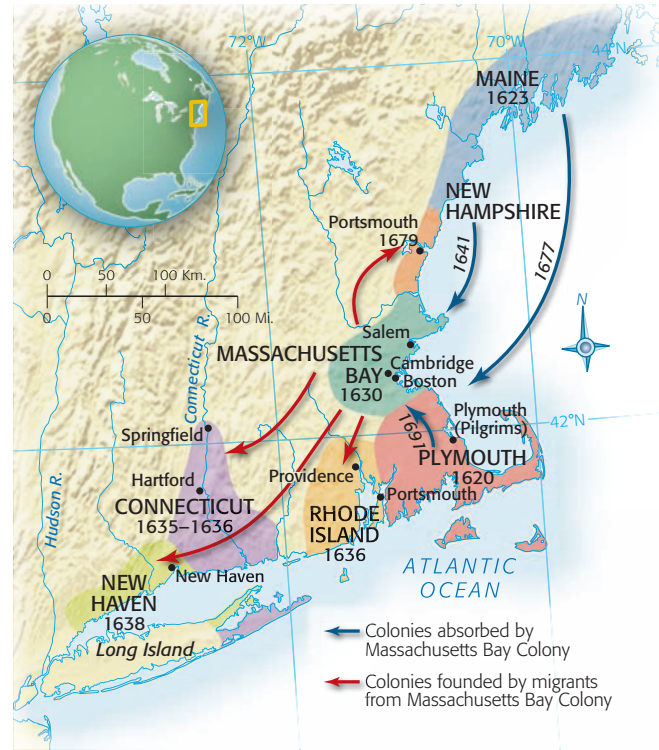 72°W
70°W
44°N
MAINE
1623
NEW
HAMPSHIRE
Portsmouth
1679
1641
1677
0 50 100 Km.
0 50 100 Mi.
N
Connecticut R.
Salem
MASSACHUSETTS
BAY
1630
Cambridge
Boston
Springfield
1691
Plymouth
(Pilgrims)
42°N
PLYMOUTH
1620
Hartford
CONNECTICUT
1635–1636
Providence
Portsmouth
RHODE
ISLAND
1636
Hudson R.
ATLANTIC
OCEAN
New Haven
NEW
HAVEN
1638
Long Island
Colonies absorbed by
Massachusetts Bay Colony
Colonies founded by migrants
from Massachusetts Bay Colony